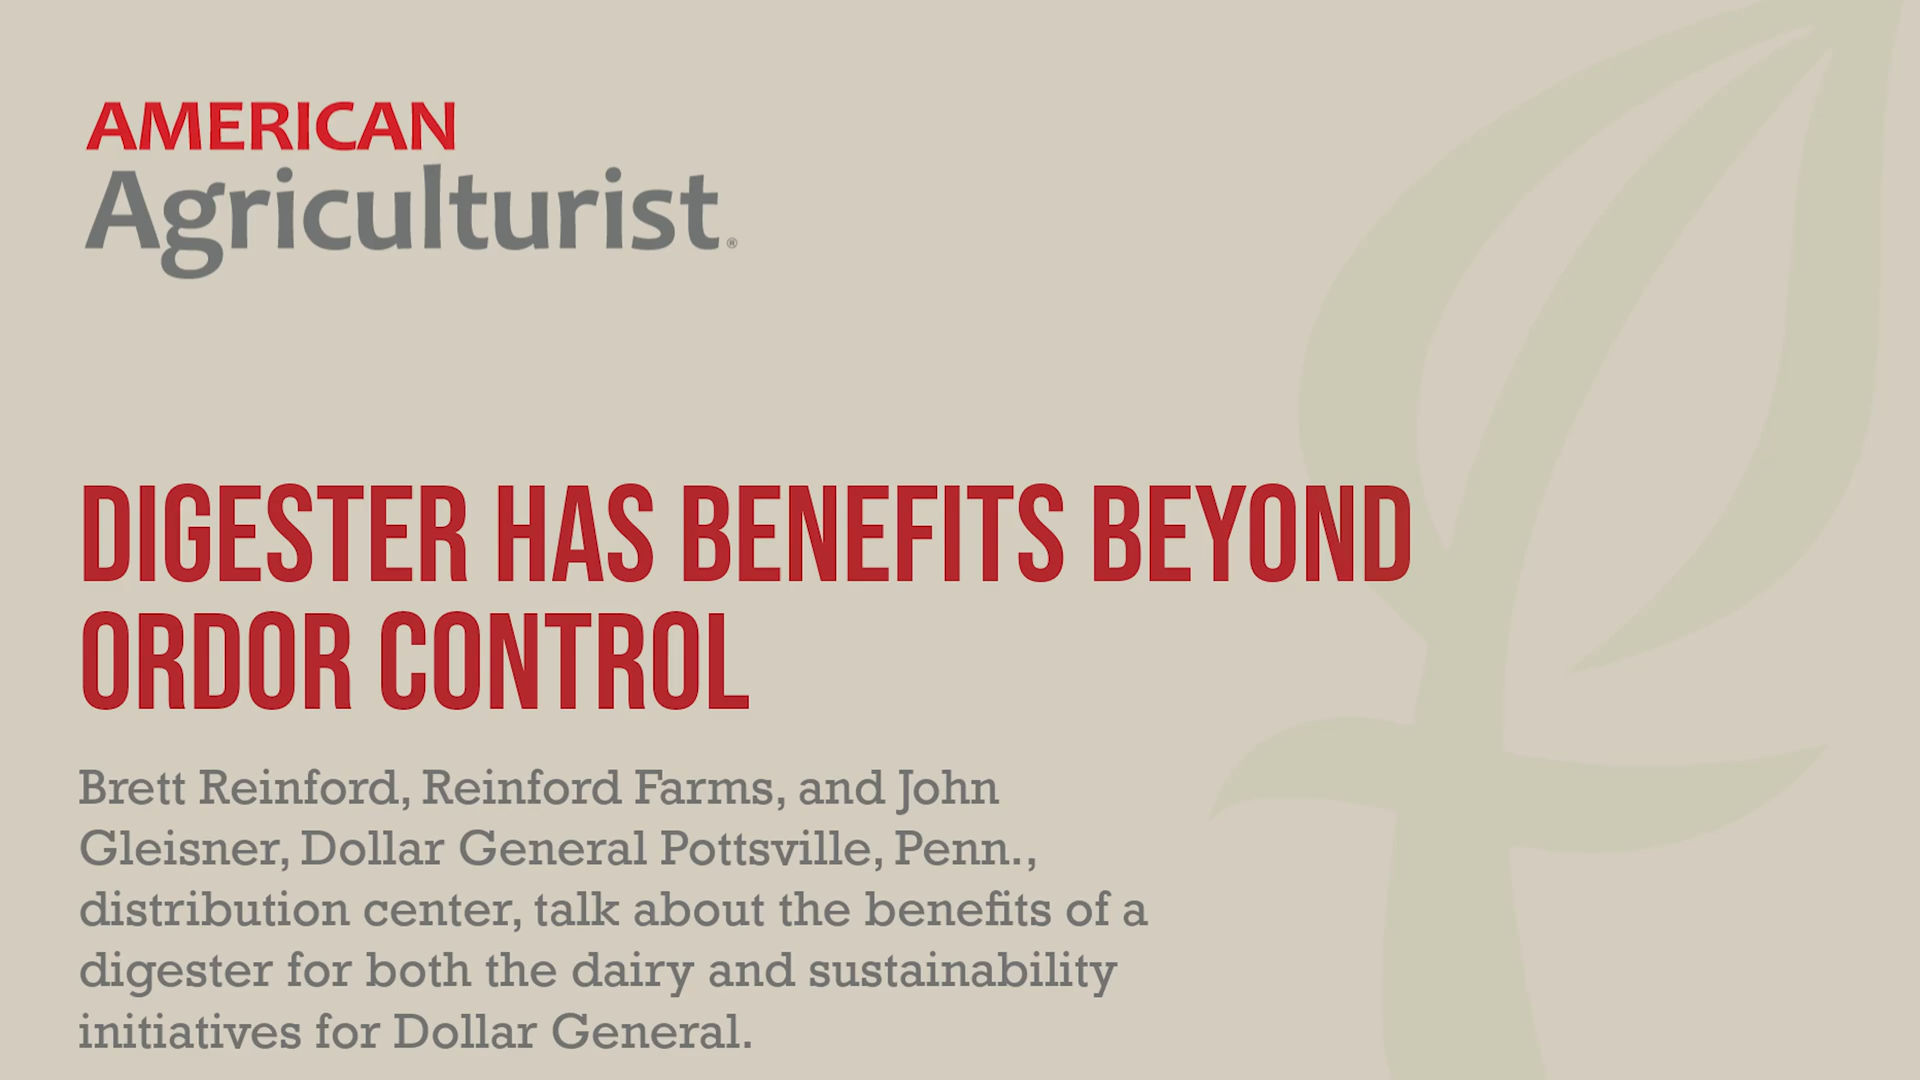 AMERICAN
Agriculturist®
DIGESTER HAS BENEFITS BEYOND
ORDOR CONTROL
Brett Reinford, Reinford Farms, and John
Gleisner, Dollar General Pottsville, Penn.,
distribution center, talk about the benefits of a
digester for both the dairy and sustainability
initiatives for Dollar General.